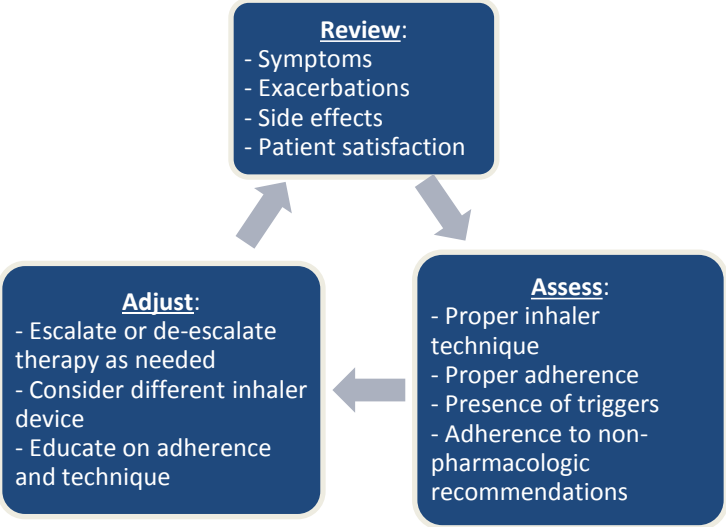 Review:
- Symptoms
- Exacerbations
- Side effects
- Patient satisfaction
Assess:
- Proper inhaler
technique
- Proper adherence
- Presence of triggers
- Adherence to non-
pharmacologic
recommendations
Adjust:
- Escalate or de-escalate
therapy as needed
- Consider different inhaler
device
- Educate on adherence
and technique